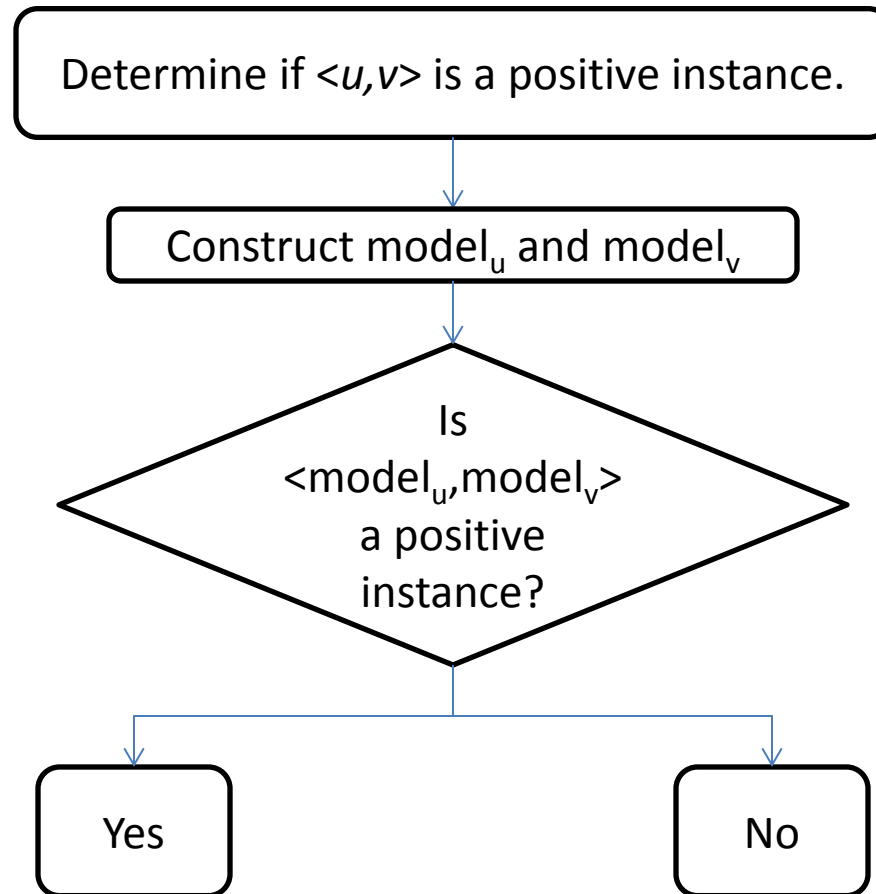 Determine if <u,v> is a positive instance.
Construct modelᵤ and modelᵥ
Is
<modelᵤ,modelᵥ>
a positive
instance?
Yes
No